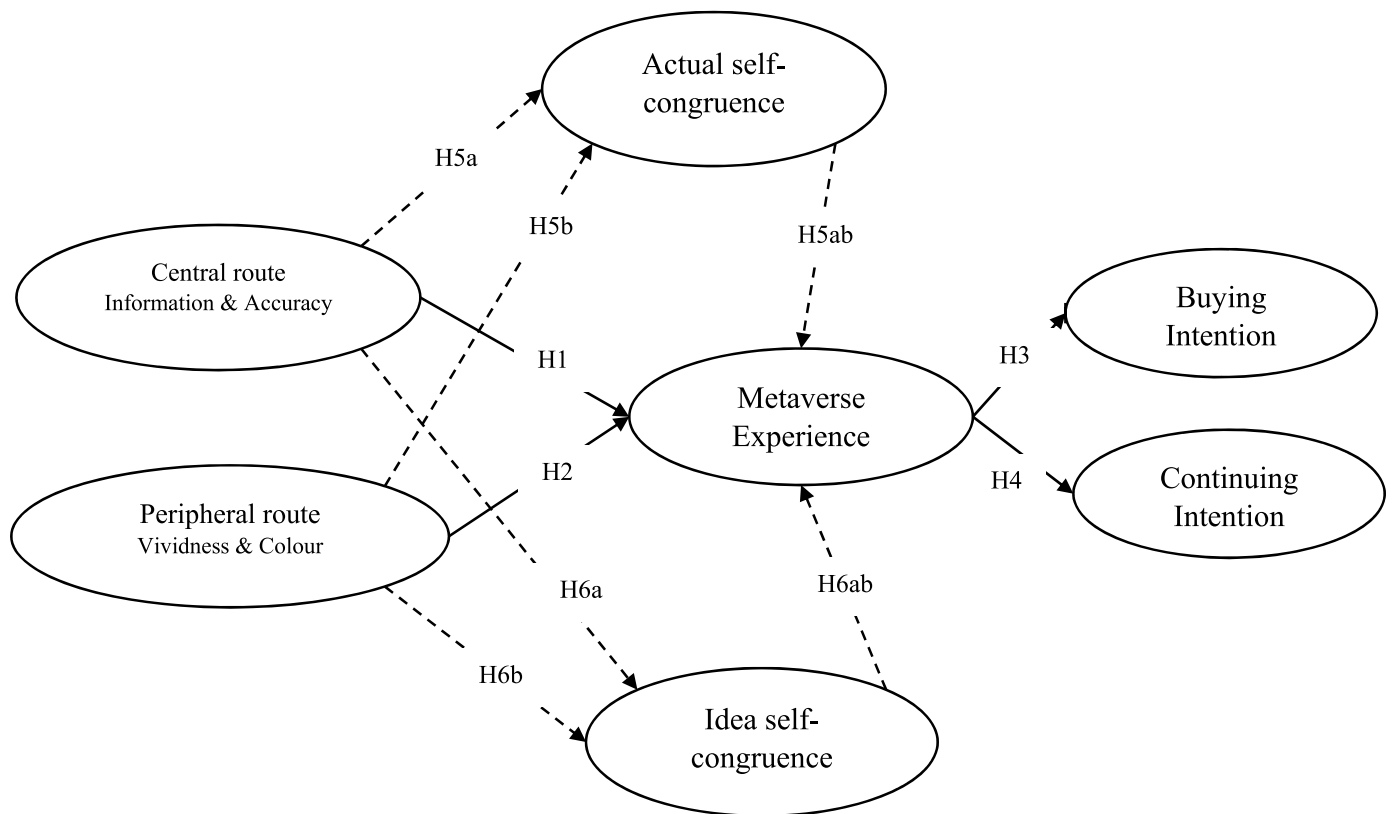 Actual self-
congruence
H5a
H5b
H5ab
Central route
Information & Accuracy
Buying
Intention
H1
H3
Metaverse
Experience
H2
H4
Continuing
Intention
Peripheral route
Vividness & Colour
H6a
H6ab
H6b
Idea self-
congruence